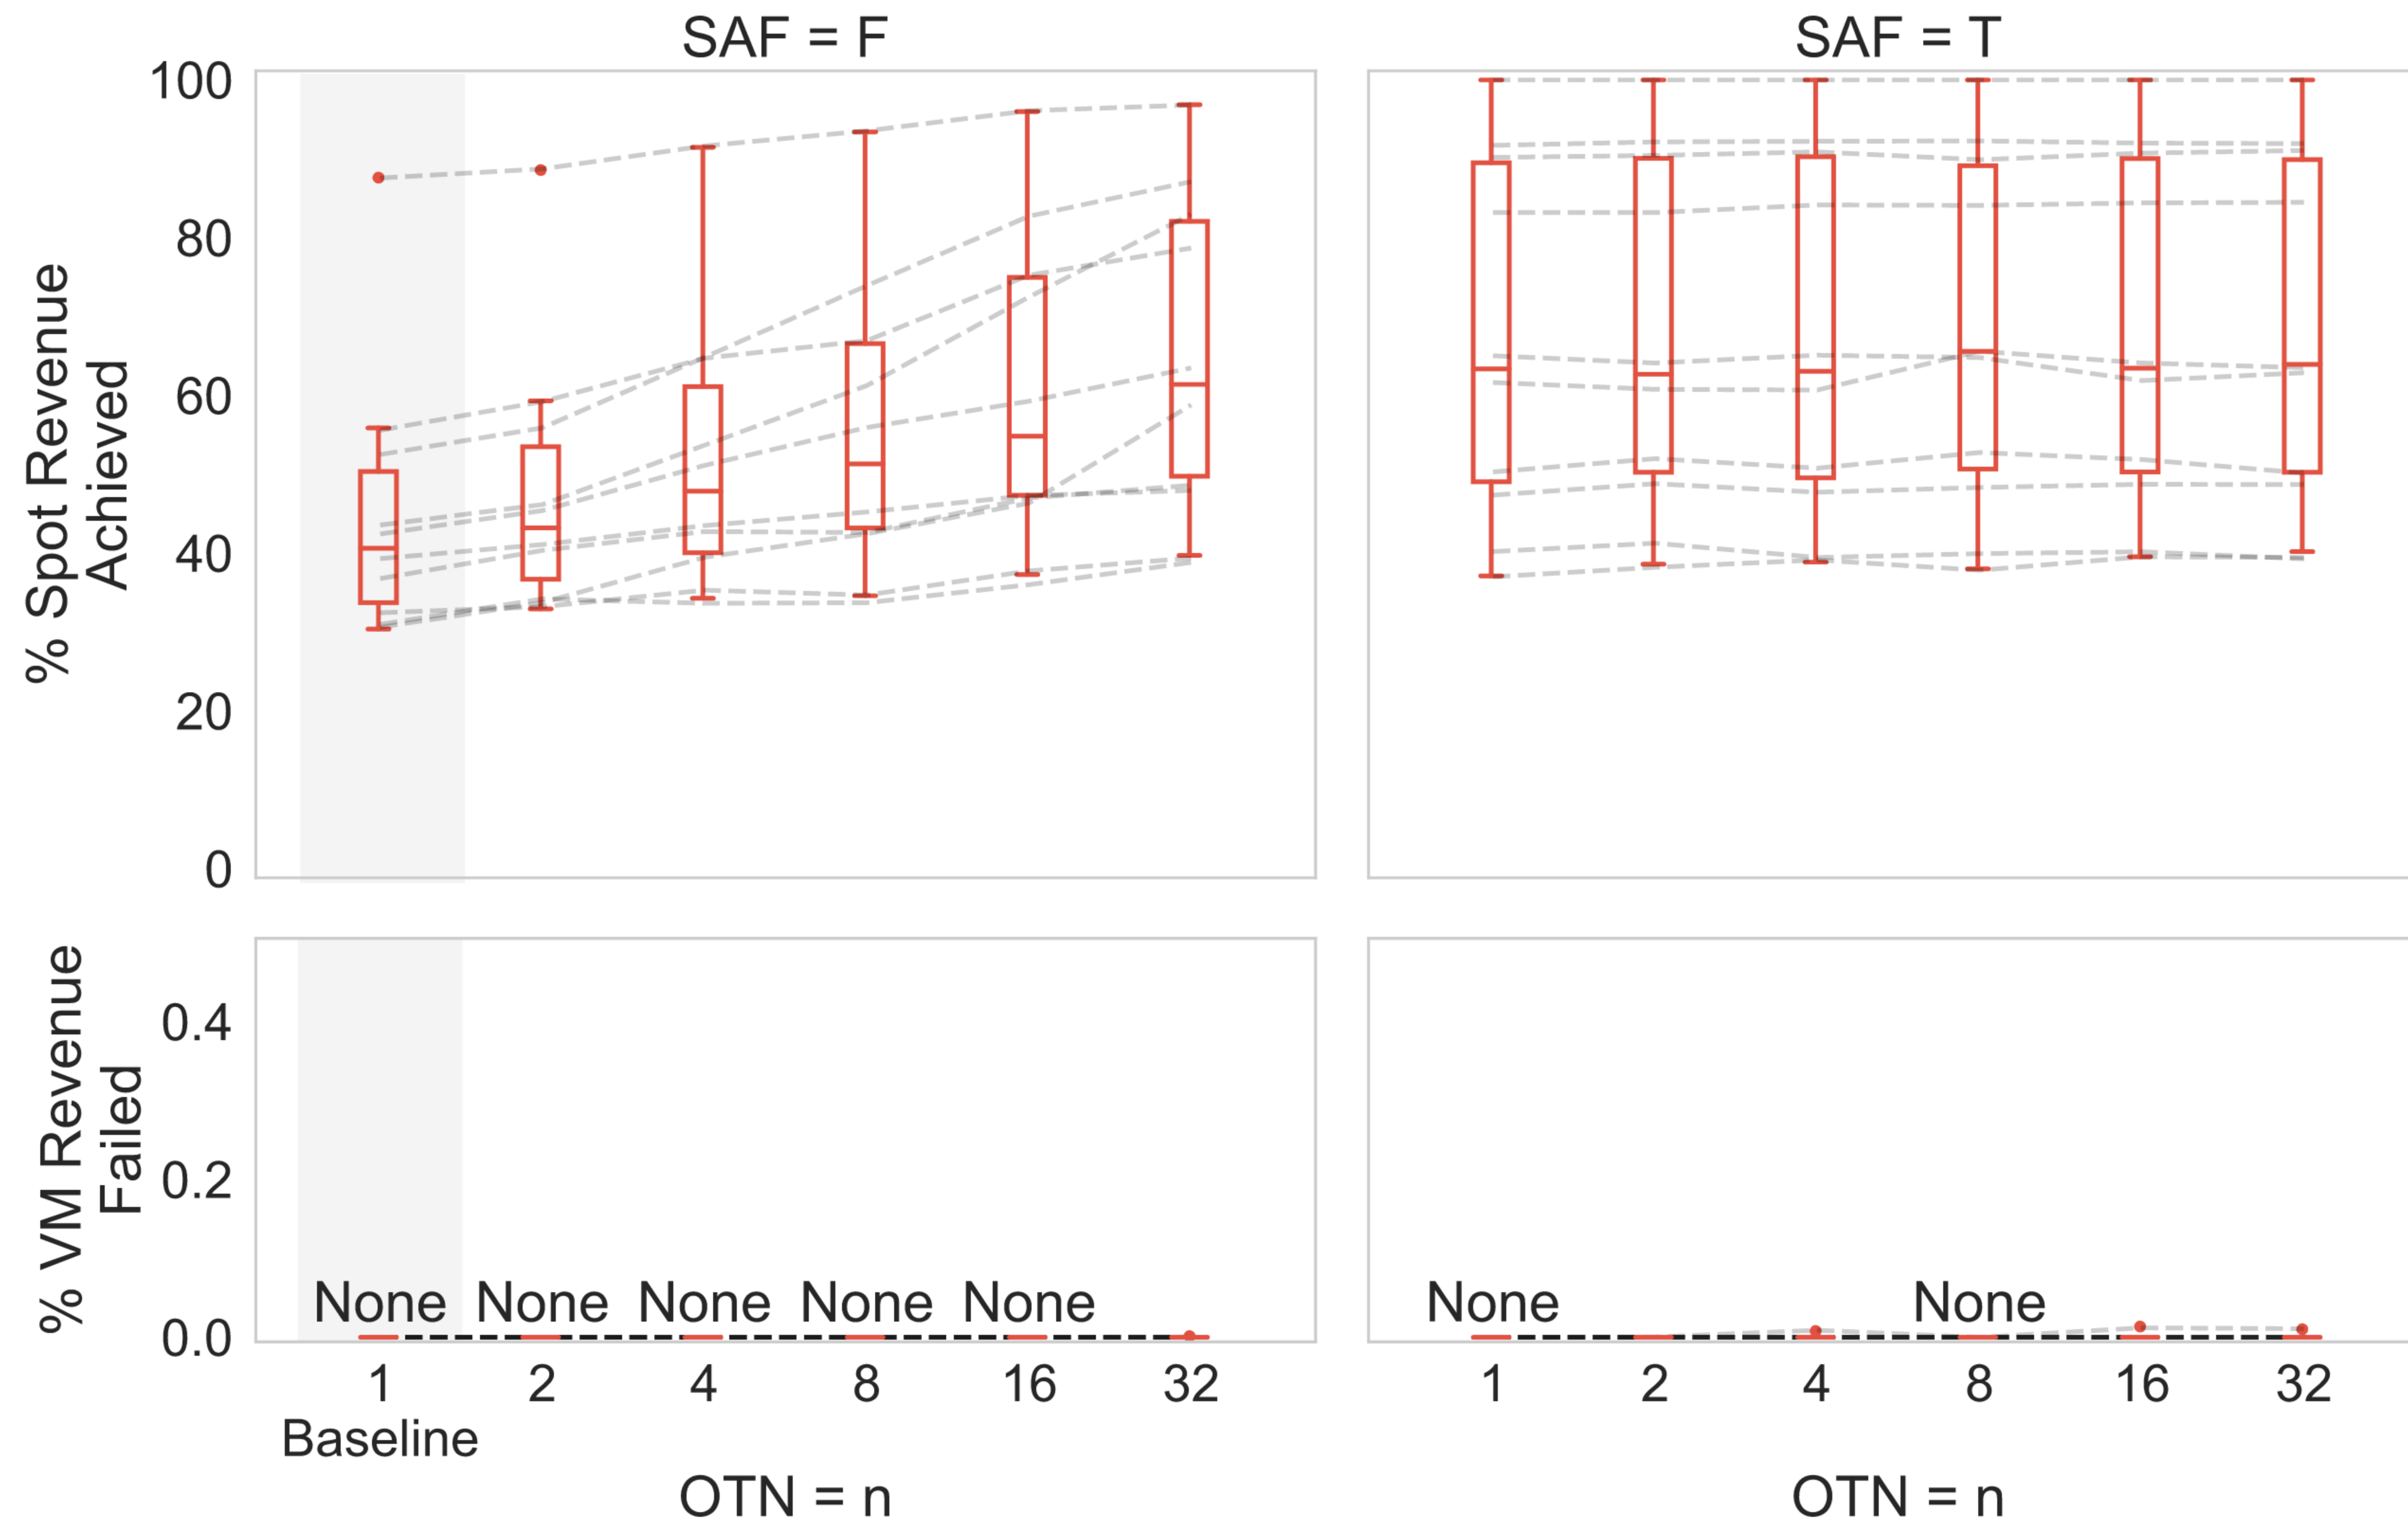 SAF = F
SAF = T
% Spot Revenue
Achieved
100
80
60
40
20
0
% VM Revenue
Failed
0.4
0.2
0.0
None None None None None
None None
1 2 4 8 16 32
1 2 4 8 16 32
Baseline
OTN = n
OTN = n